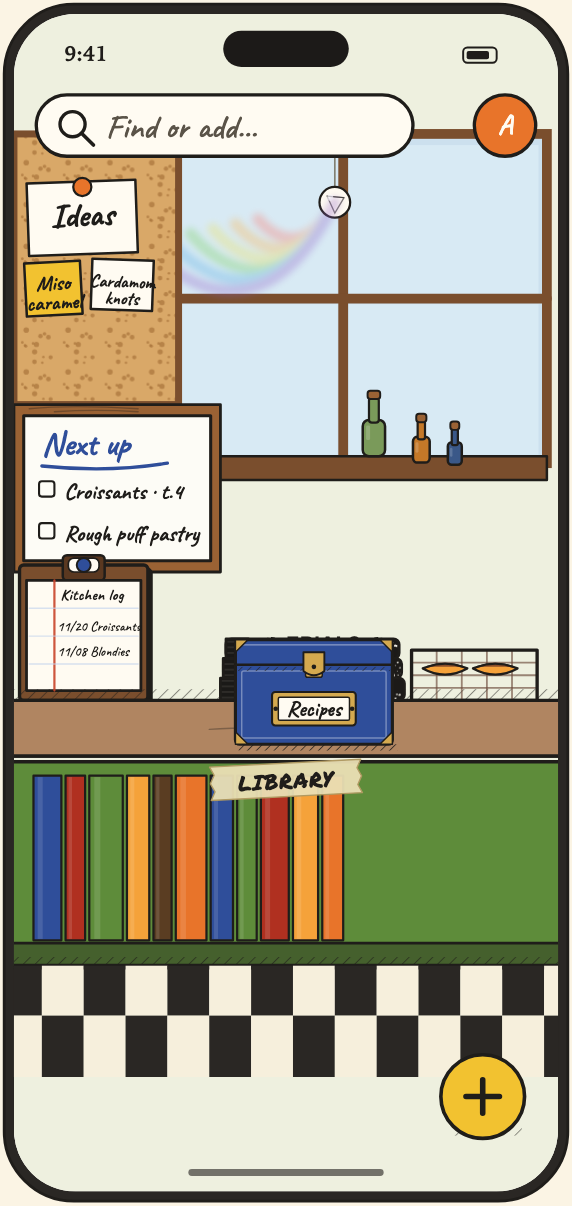 9:41
Find or add...
A
Ideas
Miso
caramel
Cardamom
knots
Next up
Croissants · t.4
Rough puff pastry
Kitchen log
11/20 Croissants
11/08 Blondies
Recipes
LIBRARY